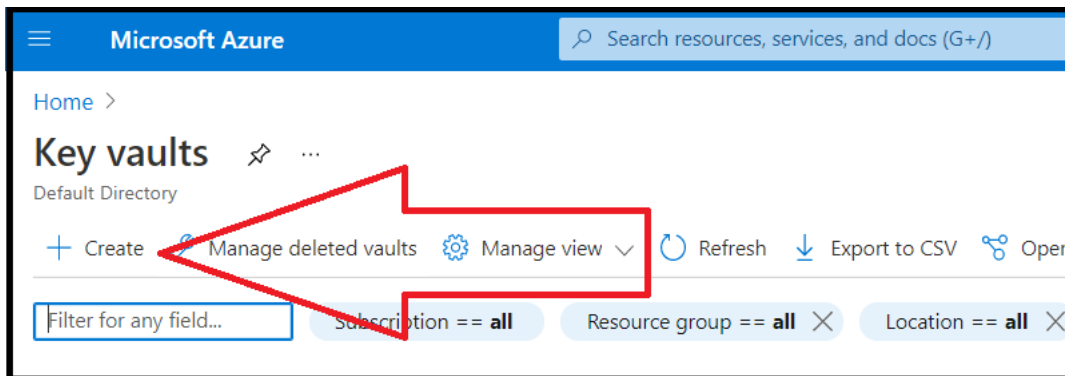 Microsoft Azure Search resources, services, and docs (G+/)
Home >
Key vaults ...
Default Directory
+ Create Manage deleted vaults Manage view Refresh Export to CSV Oper
Filter for any field... Subscription == all Resource group == all Location == all